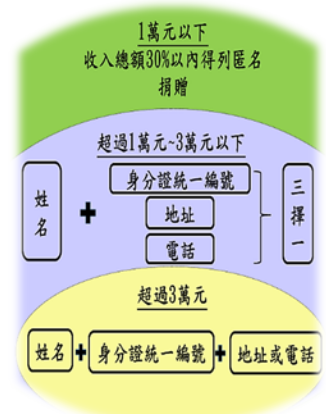 1萬元以下
收入總額30%以內得列匿名
捐贈
超過1萬元~3萬元以下
姓名
+
身分證統一編號
地址
電話
三擇一
超過3萬元
姓名+身分證統一編號+地址或電話